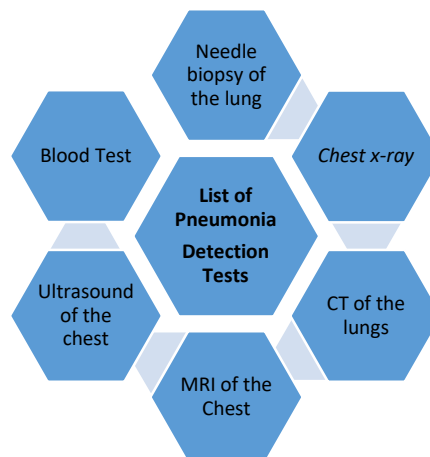 Needle
biopsy of
the lung
Blood Test
Chest x-ray
List of
Pneumonia
Detection
Tests
Ultrasound
of the
chest
CT of the
lungs
MRI of the
Chest